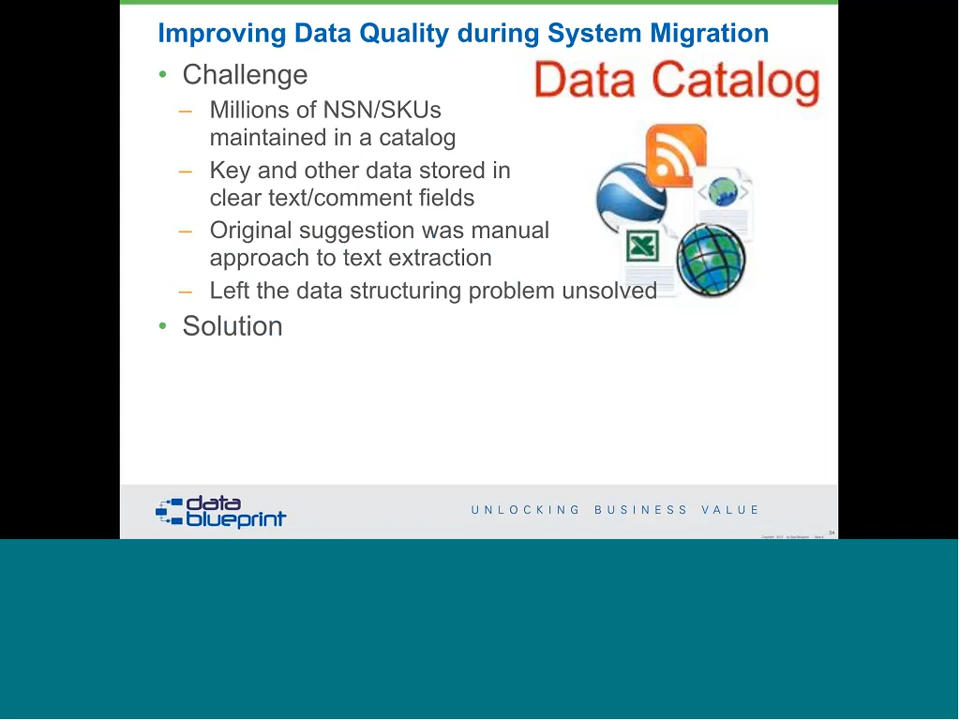 Improving Data Quality during System Migration
• Challenge
Data Catalog
– Millions of NSN/SKUs
maintained in a catalog
– Key and other data stored in
clear text/comment fields
– Original suggestion was manual
approach to text extraction
– Left the data structuring problem unsolved
• Solution
data
blueprint
UNLOCKING BUSINESS VALUE